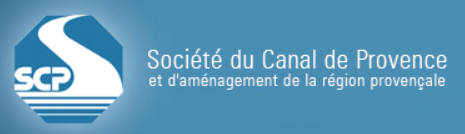 SCP
Société du Canal de Provence
et d'aménagement de la région provençale